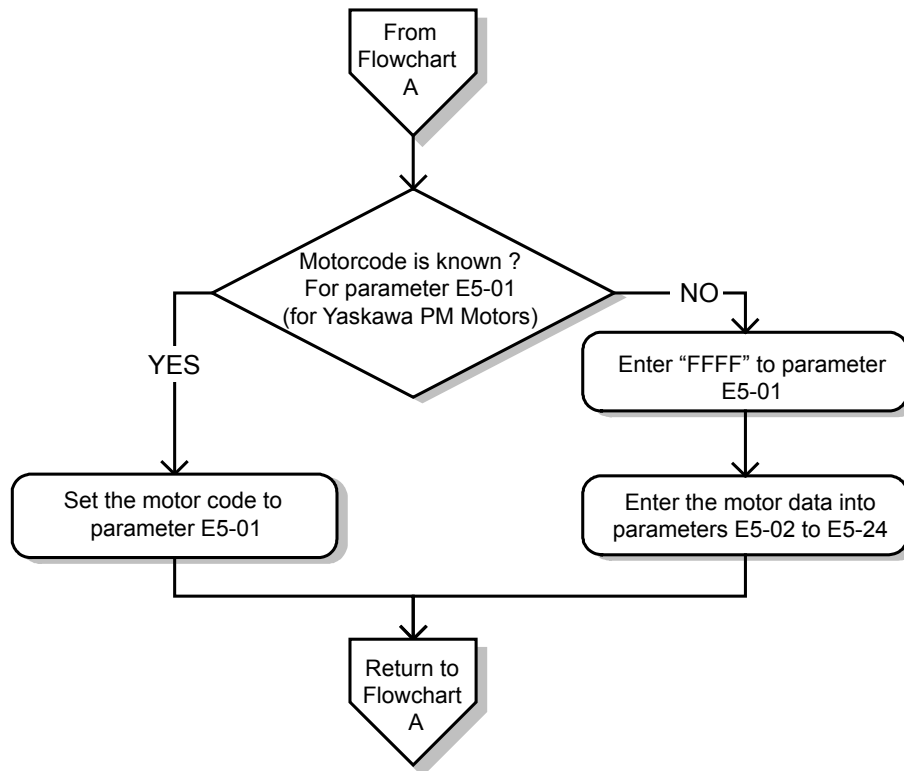 From
Flowchart
A
Motorcode is known ?
For parameter E5-01
(for Yaskawa PM Motors)
YES
NO
Enter “FFFF” to parameter
E5-01
Set the motor code to
parameter E5-01
Enter the motor data into
parameters E5-02 to E5-24
Return to
Flowchart
A